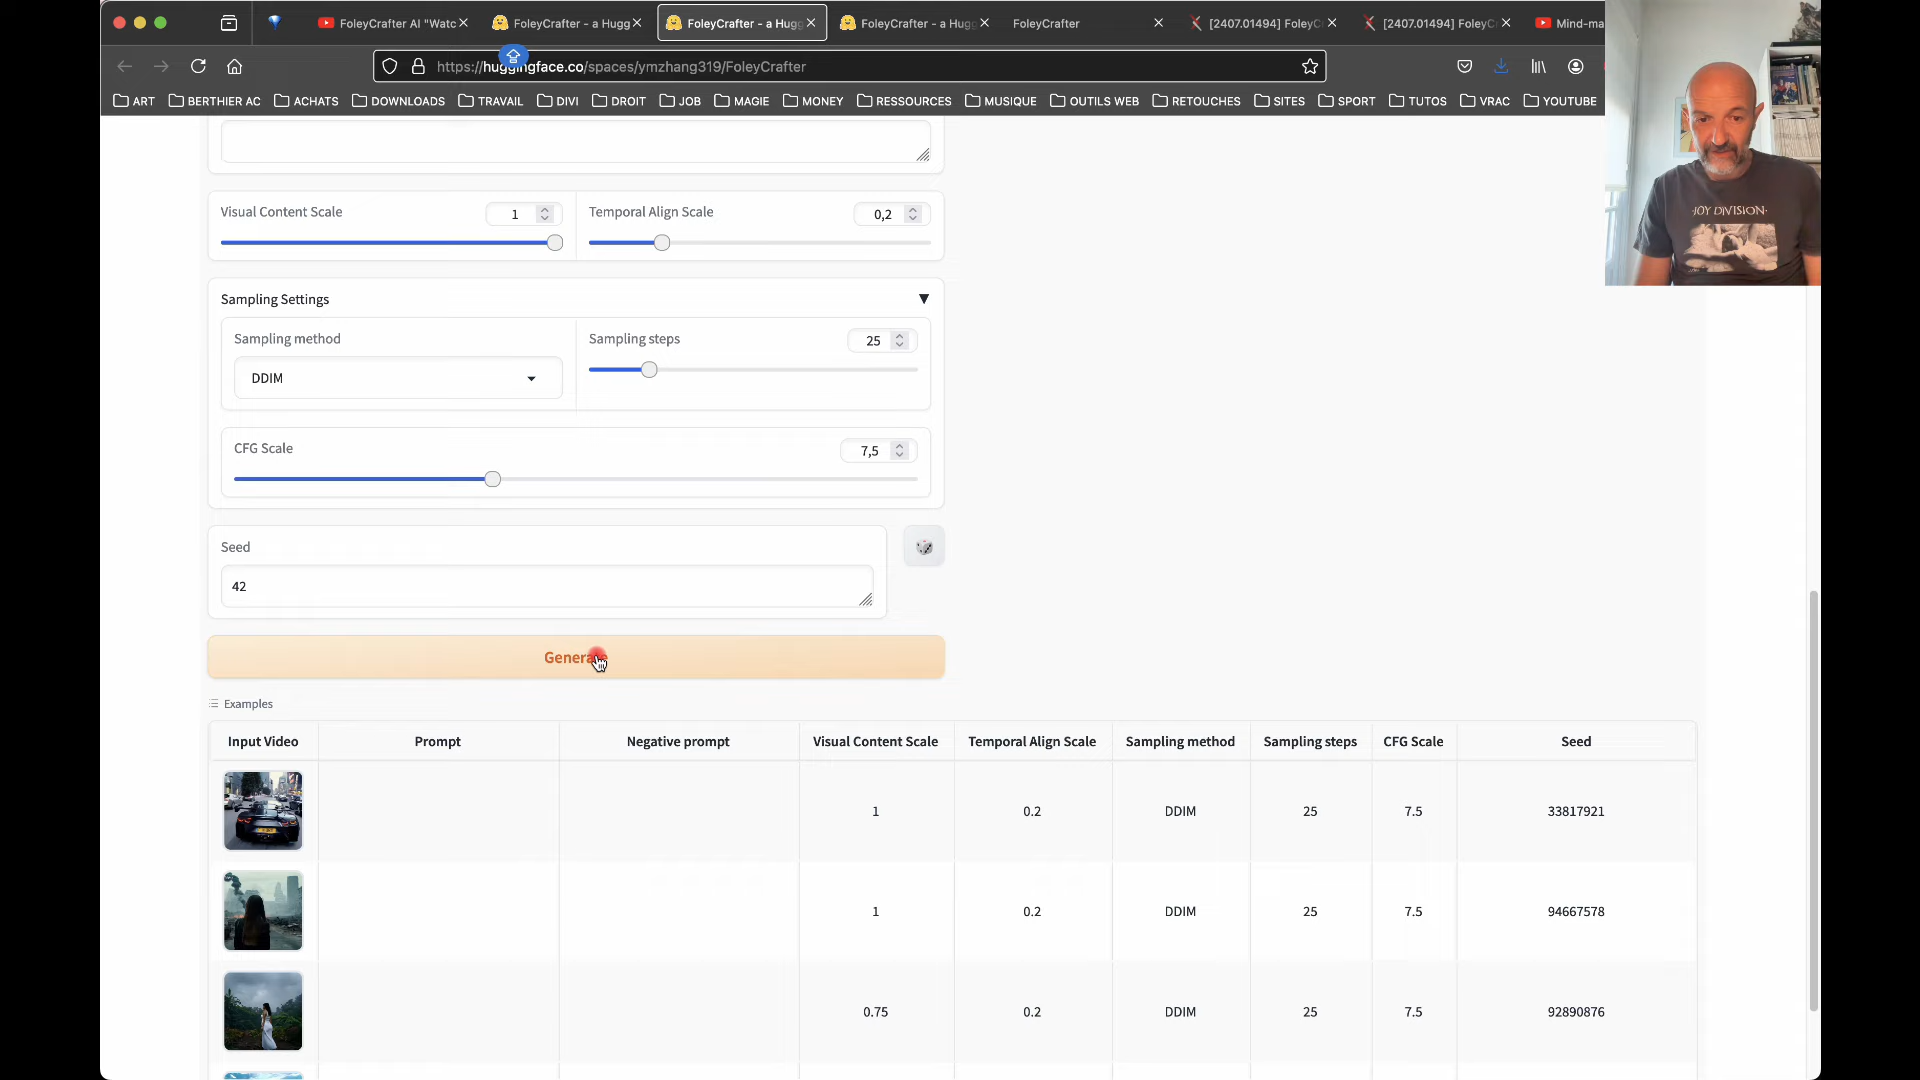 FoleyCrafter AI "Watc
FoleyCrafter - a Hugg
FoleyCrafter - a Hugg
FoleyCrafter - a Hugg
FoleyCrafter
[2407.01494] FoleyC
[2407.01494] FoleyC
Mind-ma
https://huggingface.co/spaces/ymzhang319/FoleyCrafter
ART BERTHIER AC ACHATS DOWNLOADS TRAVAIL DIVI DROIT JOB MAGIE MONEY RESSOURCES MUSIQUE OUTILS WEB RETOUCHES SITES SPORT TUTOS VRAC YOUTUBE
JOY DIVISION
Visual Content Scale 1 Temporal Align Scale 0,2
Sampling Settings
Sampling method Sampling steps 25
DDIM
CFG Scale 7,5
Seed
42
Generate
Examples
Input Video Prompt Negative prompt Visual Content Scale Temporal Align Scale Sampling method Sampling steps CFG Scale Seed
1 0.2 DDIM 25 7.5 33817921
1 0.2 DDIM 25 7.5 94667578
0.75 0.2 DDIM 25 7.5 92890876